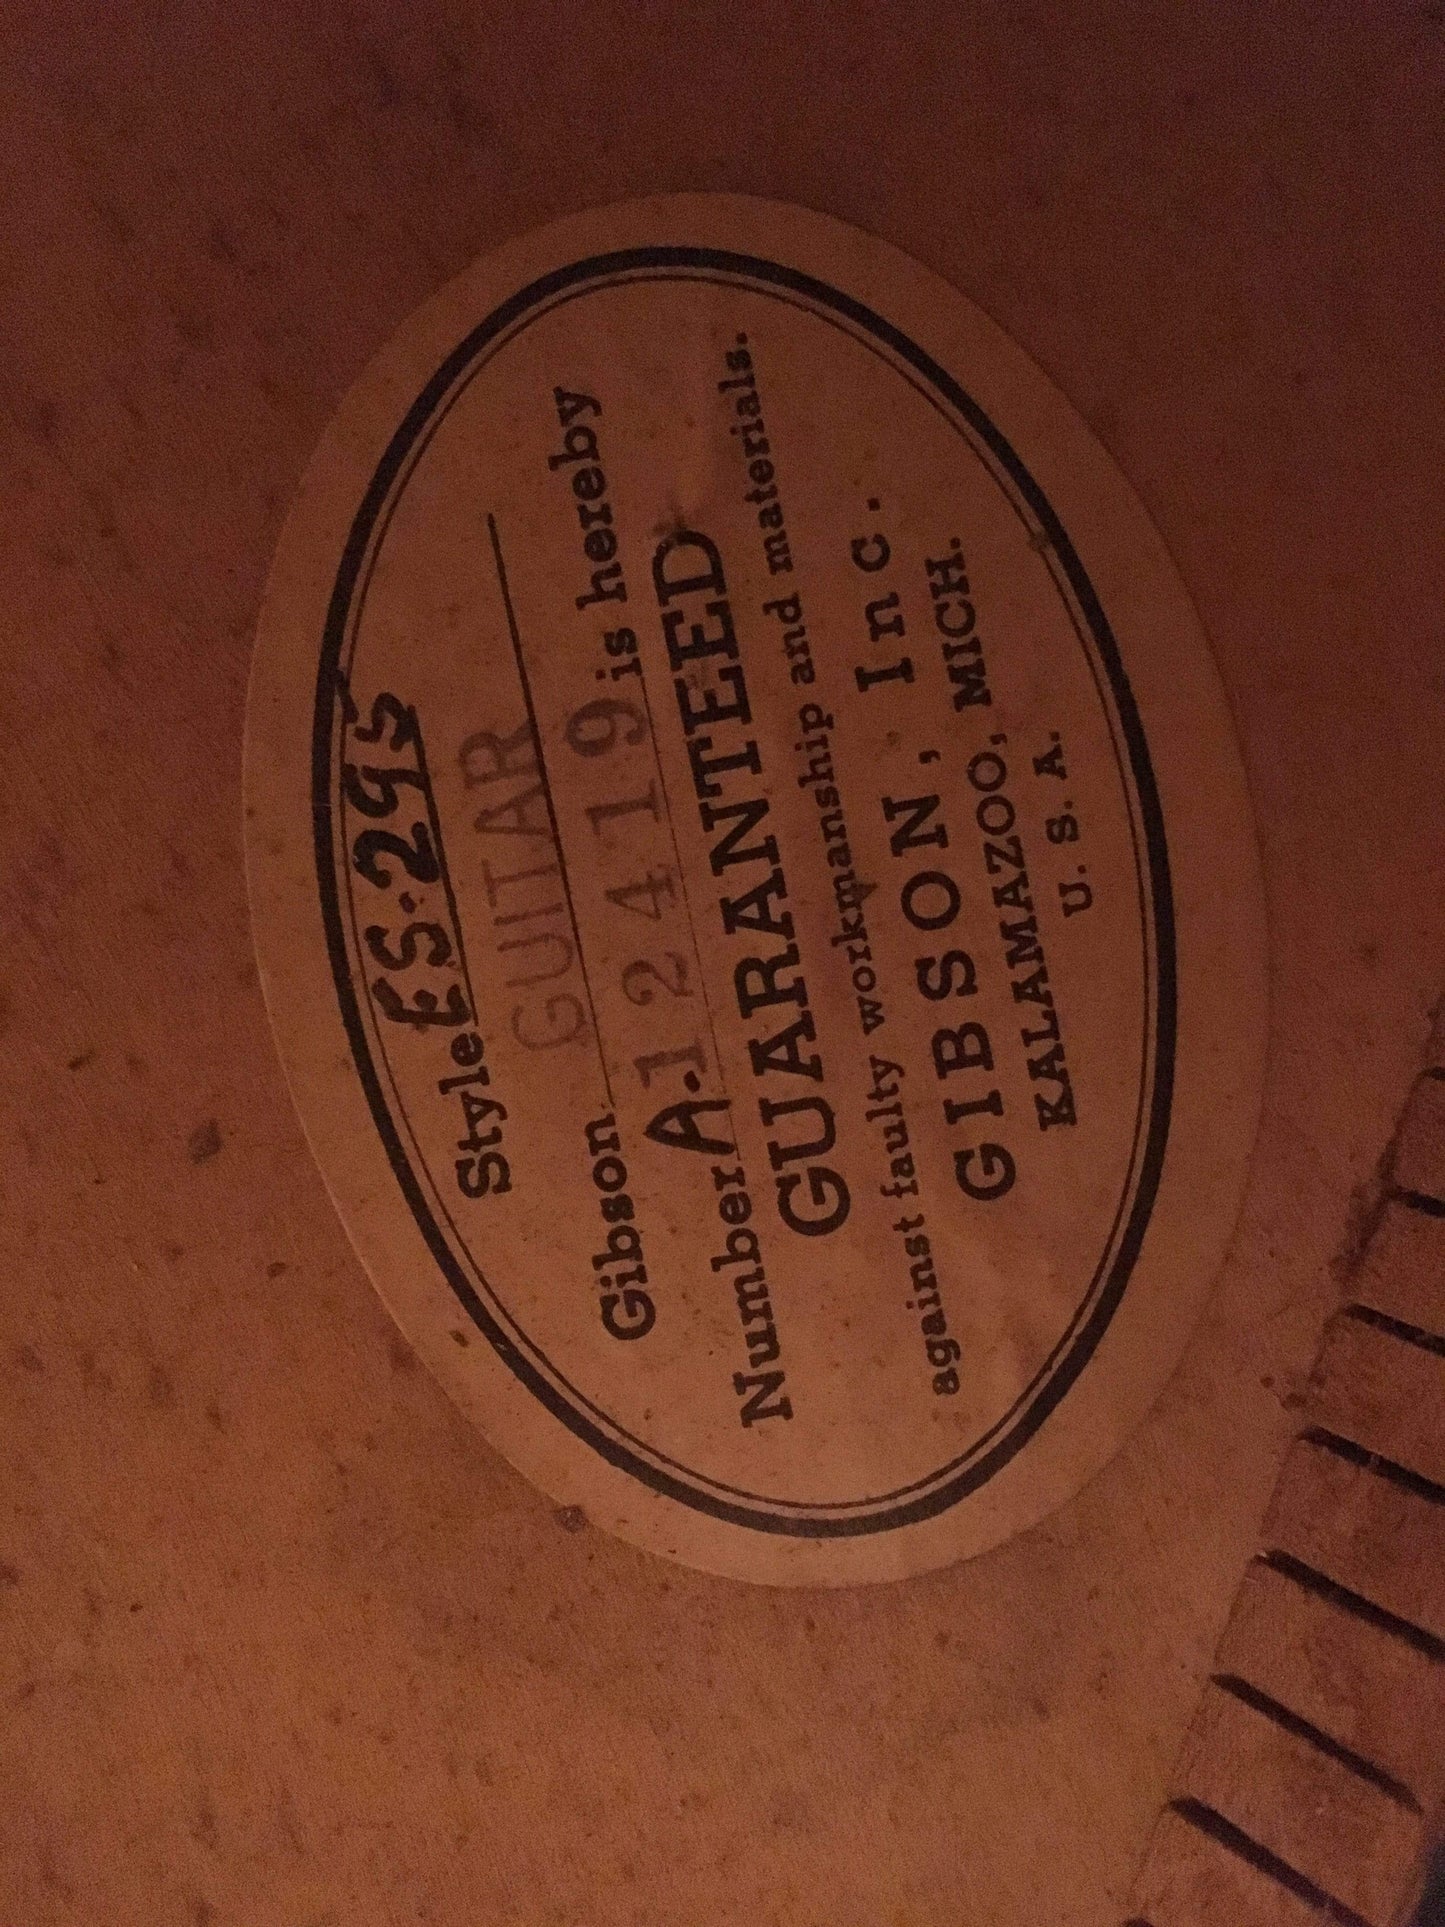 Style ES-295
GUITAR
Gibson
Number A-12419 is hereby
GUARANTEED
against faulty workmanship and materials.
GIBSON, Inc.
KALAMAZOO, MICH.
U. S. A.